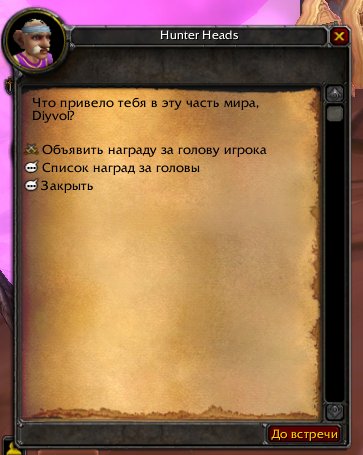 Hunter Heads
Что привело тебя в эту часть мира,
Diyvol?
Объявить награду за голову игрока
Список наград за головы
Закрыть
До встречи